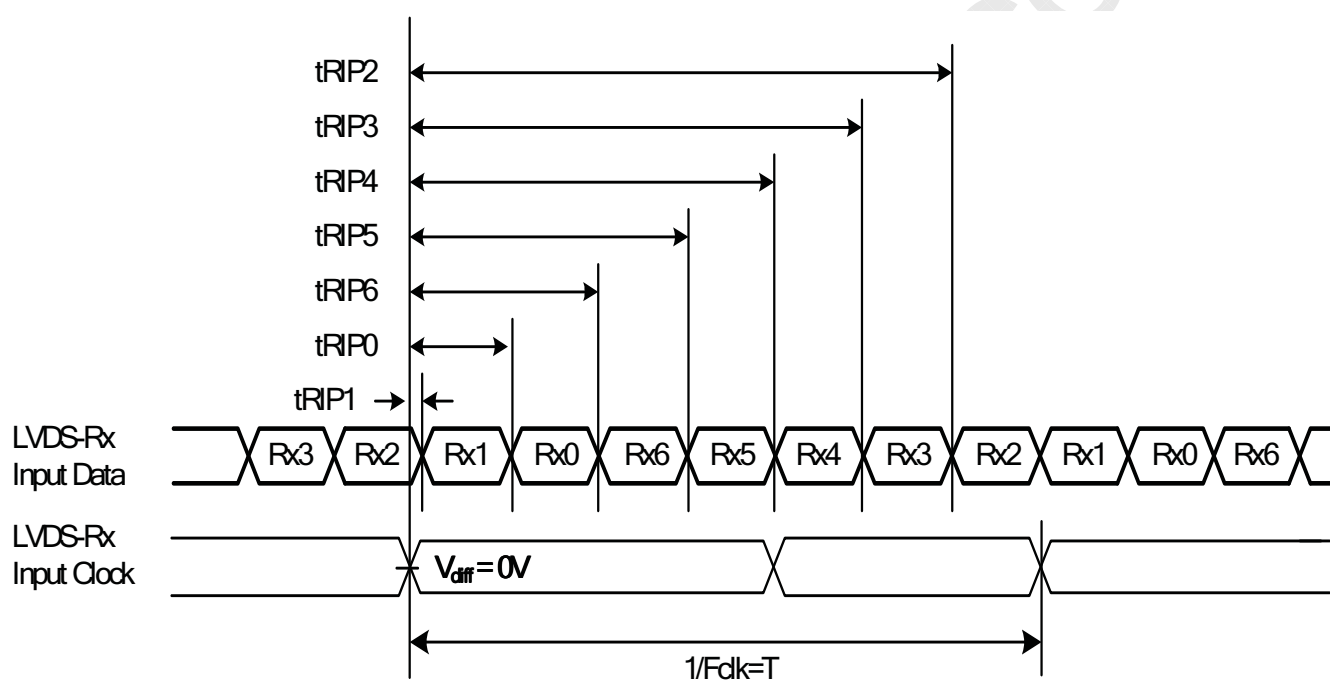 tRIP2
tRIP3
tRIP4
tRIP5
tRIP6
tRIP0
tRIP1
LVDS-Rx
Input Data
Rx3 Rx2 Rx1 Rx0 Rx6 Rx5 Rx4 Rx3 Rx2 Rx1 Rx0 Rx6
LVDS-Rx
Input Clock
Vdiff = 0V
1/Fclk=T